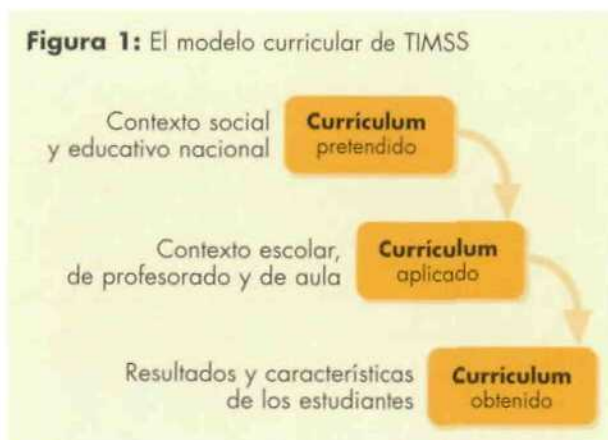 Figura 1: El modelo curricular de TIMSS
Contexto social
y educativo nacional
Curriculum
pretendido
Contexto escolar,
de profesorado y de aula
Curriculum
aplicado
Resultados y características
de los estudiantes
Curriculum
obtenido